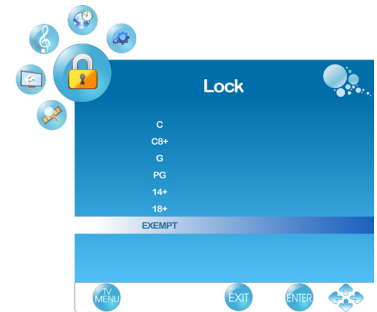 Lock
C
C8+
G
PG
14+
18+
EXEMPT
TV
MENU
EXIT
ENTER